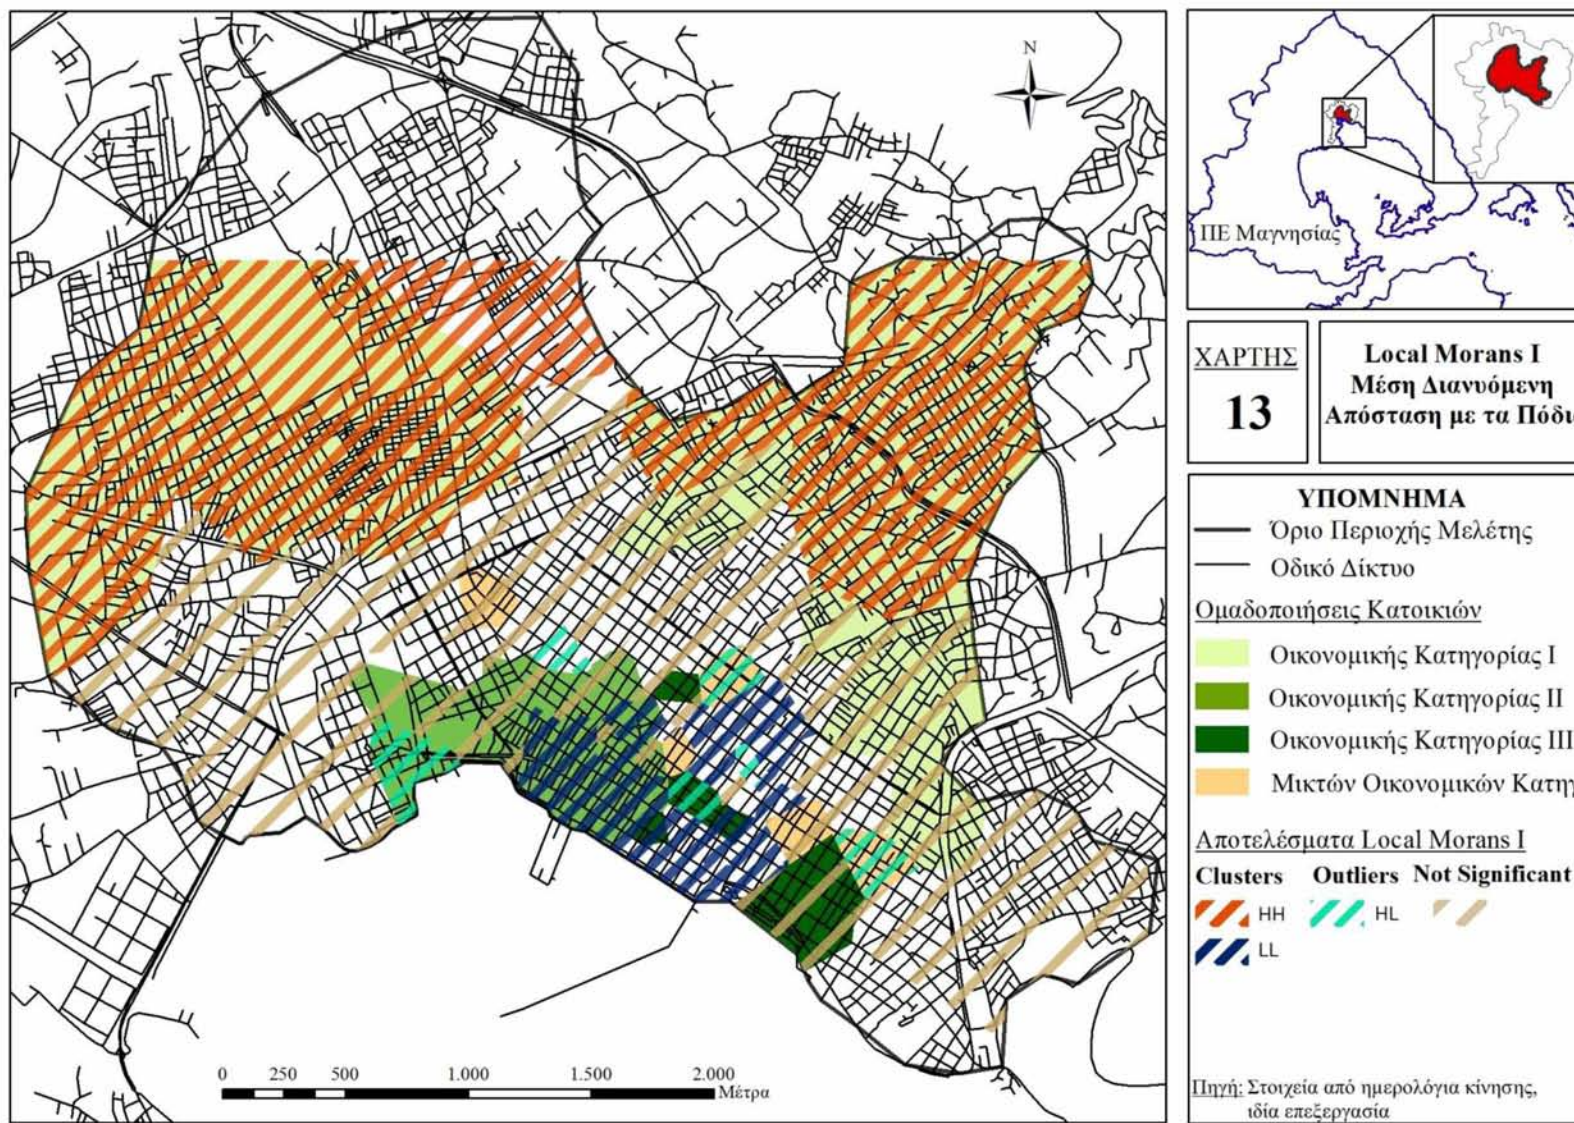 N
ΠΕ Μαγνησίας
ΧΑΡΤΗΣ
13
Local Morans I
Μέση Διανυόμενη
Απόσταση με τα Πόδι
ΥΠΟΜΝΗΜΑ
Όριο Περιοχής Μελέτης
Οδικό Δίκτυο
Ομαδοποιήσεις Κατοικιών
Οικονομικής Κατηγορίας I
Οικονομικής Κατηγορίας II
Οικονομικής Κατηγορίας III
Μικτών Οικονομικών Κατηγ
Αποτελέσματα Local Morans I
Clusters Outliers Not Significant
HH HL
LL
0 250 500 1.000 1.500 2.000
Μέτρα
Πηγή: Στοιχεία από ημερολόγια κίνησης,
ιδία επεξεργασία